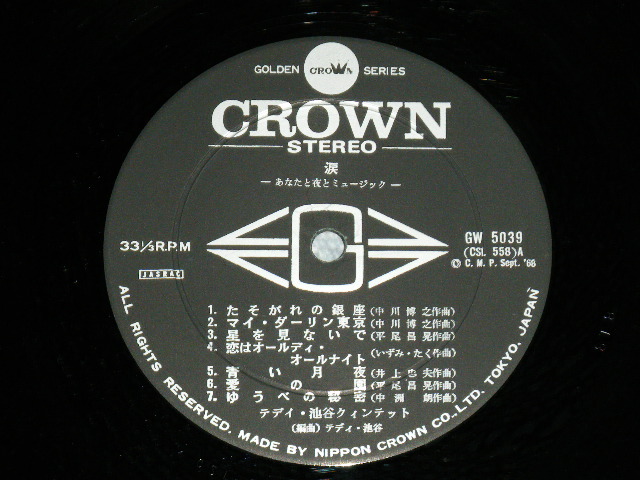 GOLDEN CROWN SERIES
CROWN
STEREO
涙
─ あなたと夜とミュージック ─
33⅓R.P.M
JASRAC
G
GW 5039
(CSL 558)A
Ⓟ C. M. P. Sept. '68
1. たそがれの銀座(中川博之作曲)
2. マイ・ダーリン東京(中川博之作曲)
3. 星を見ないで(平尾昌晃作曲)
4. 恋はオールディ・
オールナイト(いずみ・たく作曲)
5. 青い月夜(井上忠夫作曲)
6. 愛の園(平尾昌晃作曲)
7. ゆうべの秘密(中洲 朗作曲)
テディ・池谷クィンテット
(編曲) テディ・池谷
ALL RIGHTS RESERVED. MADE BY NIPPON CROWN CO., LTD. TOKYO. JAPAN